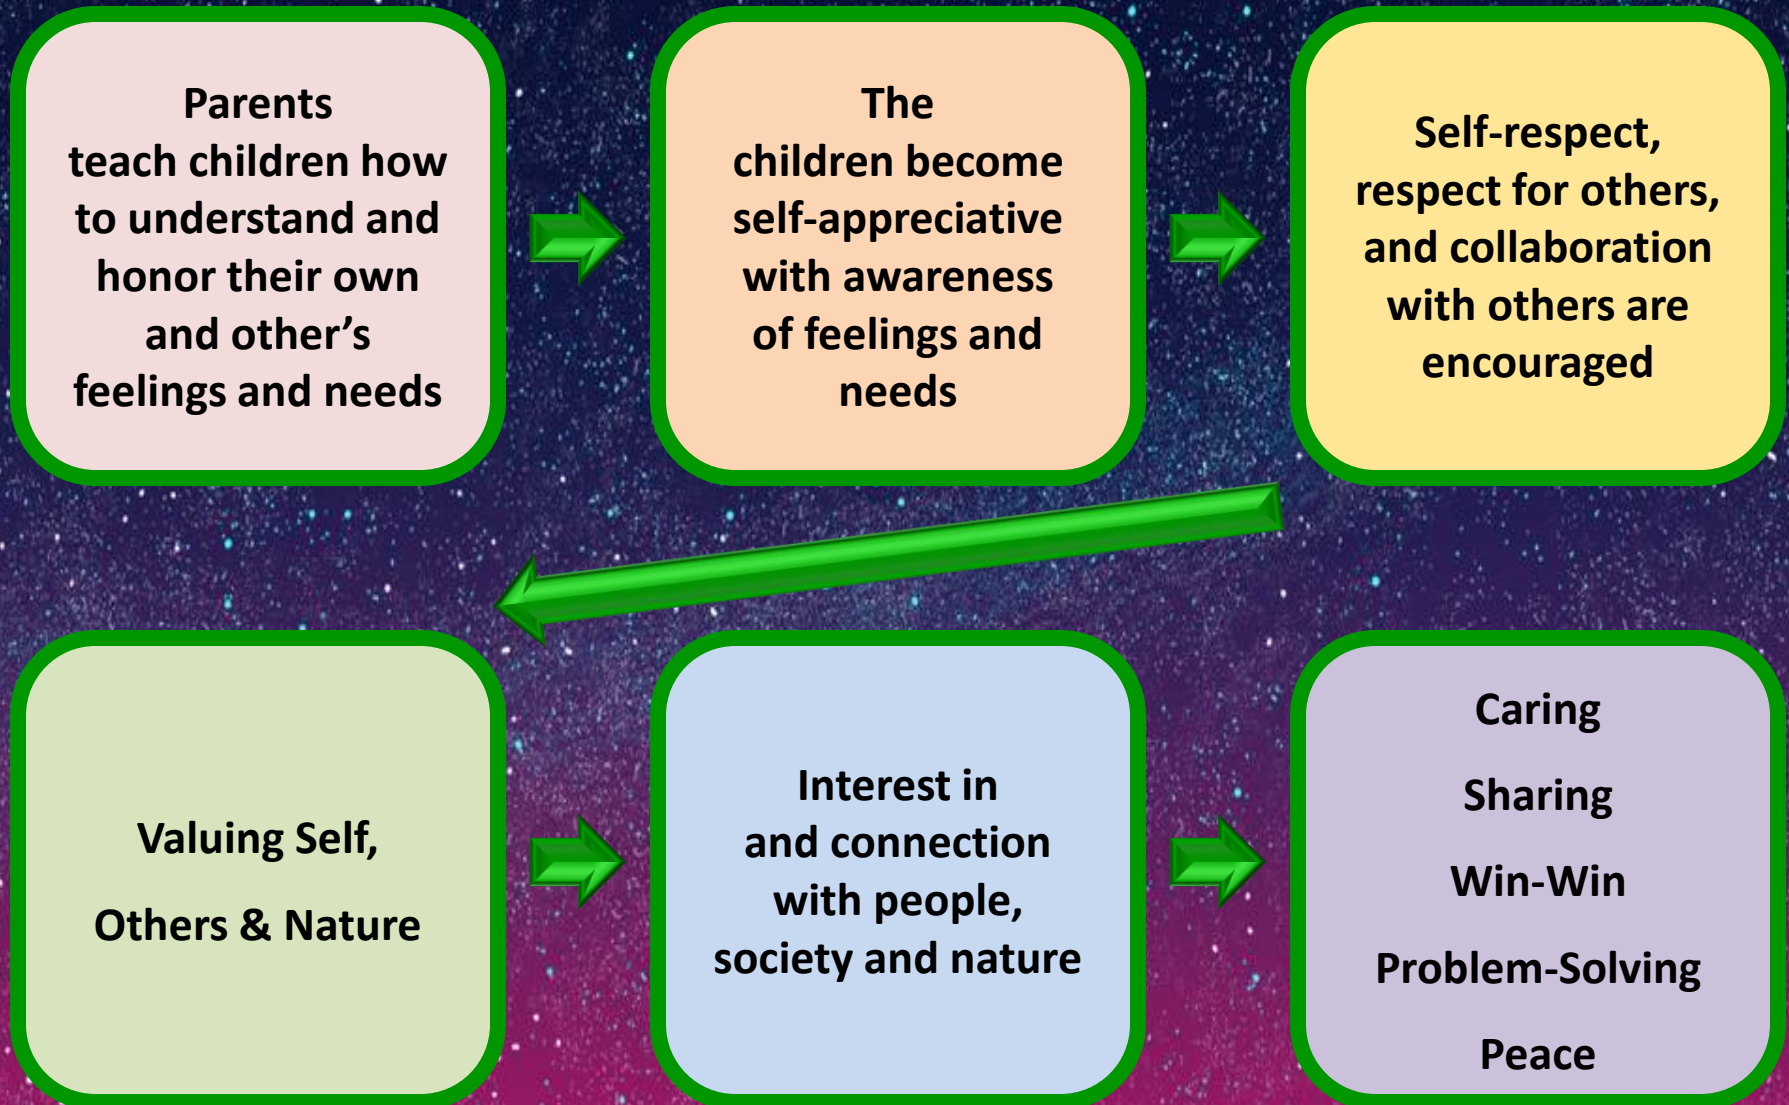 Parents
teach children how
to understand and
honor their own
and other’s
feelings and needs
The
children become
self-appreciative
with awareness
of feelings and
needs
Self-respect,
respect for others,
and collaboration
with others are
encouraged
Valuing Self,
Others & Nature
Interest in
and connection
with people,
society and nature
Caring
Sharing
Win-Win
Problem-Solving
Peace